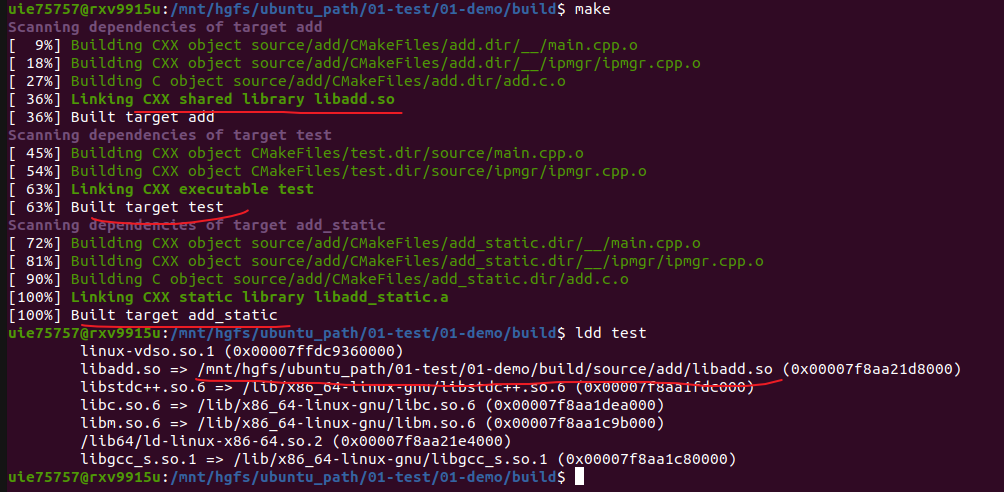 uie75757@rxv9915u:/mnt/hgfs/ubuntu_path/01-test/01-demo/build$ make
Scanning dependencies of target add
[  9%] Building CXX object source/add/CMakeFiles/add.dir/__/main.cpp.o
[ 18%] Building CXX object source/add/CMakeFiles/add.dir/__/ipmgr/ipmgr.cpp.o
[ 27%] Building C object source/add/CMakeFiles/add.dir/add.c.o
[ 36%] Linking CXX shared library libadd.so
[ 36%] Built target add
Scanning dependencies of target test
[ 45%] Building CXX object CMakeFiles/test.dir/source/main.cpp.o
[ 54%] Building CXX object CMakeFiles/test.dir/source/ipmgr/ipmgr.cpp.o
[ 63%] Linking CXX executable test
[ 63%] Built target test
Scanning dependencies of target add_static
[ 72%] Building CXX object source/add/CMakeFiles/add_static.dir/__/main.cpp.o
[ 81%] Building CXX object source/add/CMakeFiles/add_static.dir/__/ipmgr/ipmgr.cpp.o
[ 90%] Building C object source/add/CMakeFiles/add_static.dir/add.c.o
[100%] Linking CXX static library libadd_static.a
[100%] Built target add_static
uie75757@rxv9915u:/mnt/hgfs/ubuntu_path/01-test/01-demo/build$ ldd test
linux-vdso.so.1 (0x00007ffdc9360000)
libadd.so => /mnt/hgfs/ubuntu_path/01-test/01-demo/build/source/add/libadd.so (0x00007f8aa21d8000)
libstdc++.so.6 => /lib/x86_64-linux-gnu/libstdc++.so.6 (0x00007f8aa1fdc000)
libc.so.6 => /lib/x86_64-linux-gnu/libc.so.6 (0x00007f8aa1dea000)
libm.so.6 => /lib/x86_64-linux-gnu/libm.so.6 (0x00007f8aa1c9b000)
/lib64/ld-linux-x86-64.so.2 (0x00007f8aa21e4000)
libgcc_s.so.1 => /lib/x86_64-linux-gnu/libgcc_s.so.1 (0x00007f8aa1c80000)
uie75757@rxv9915u:/mnt/hgfs/ubuntu_path/01-test/01-demo/build$